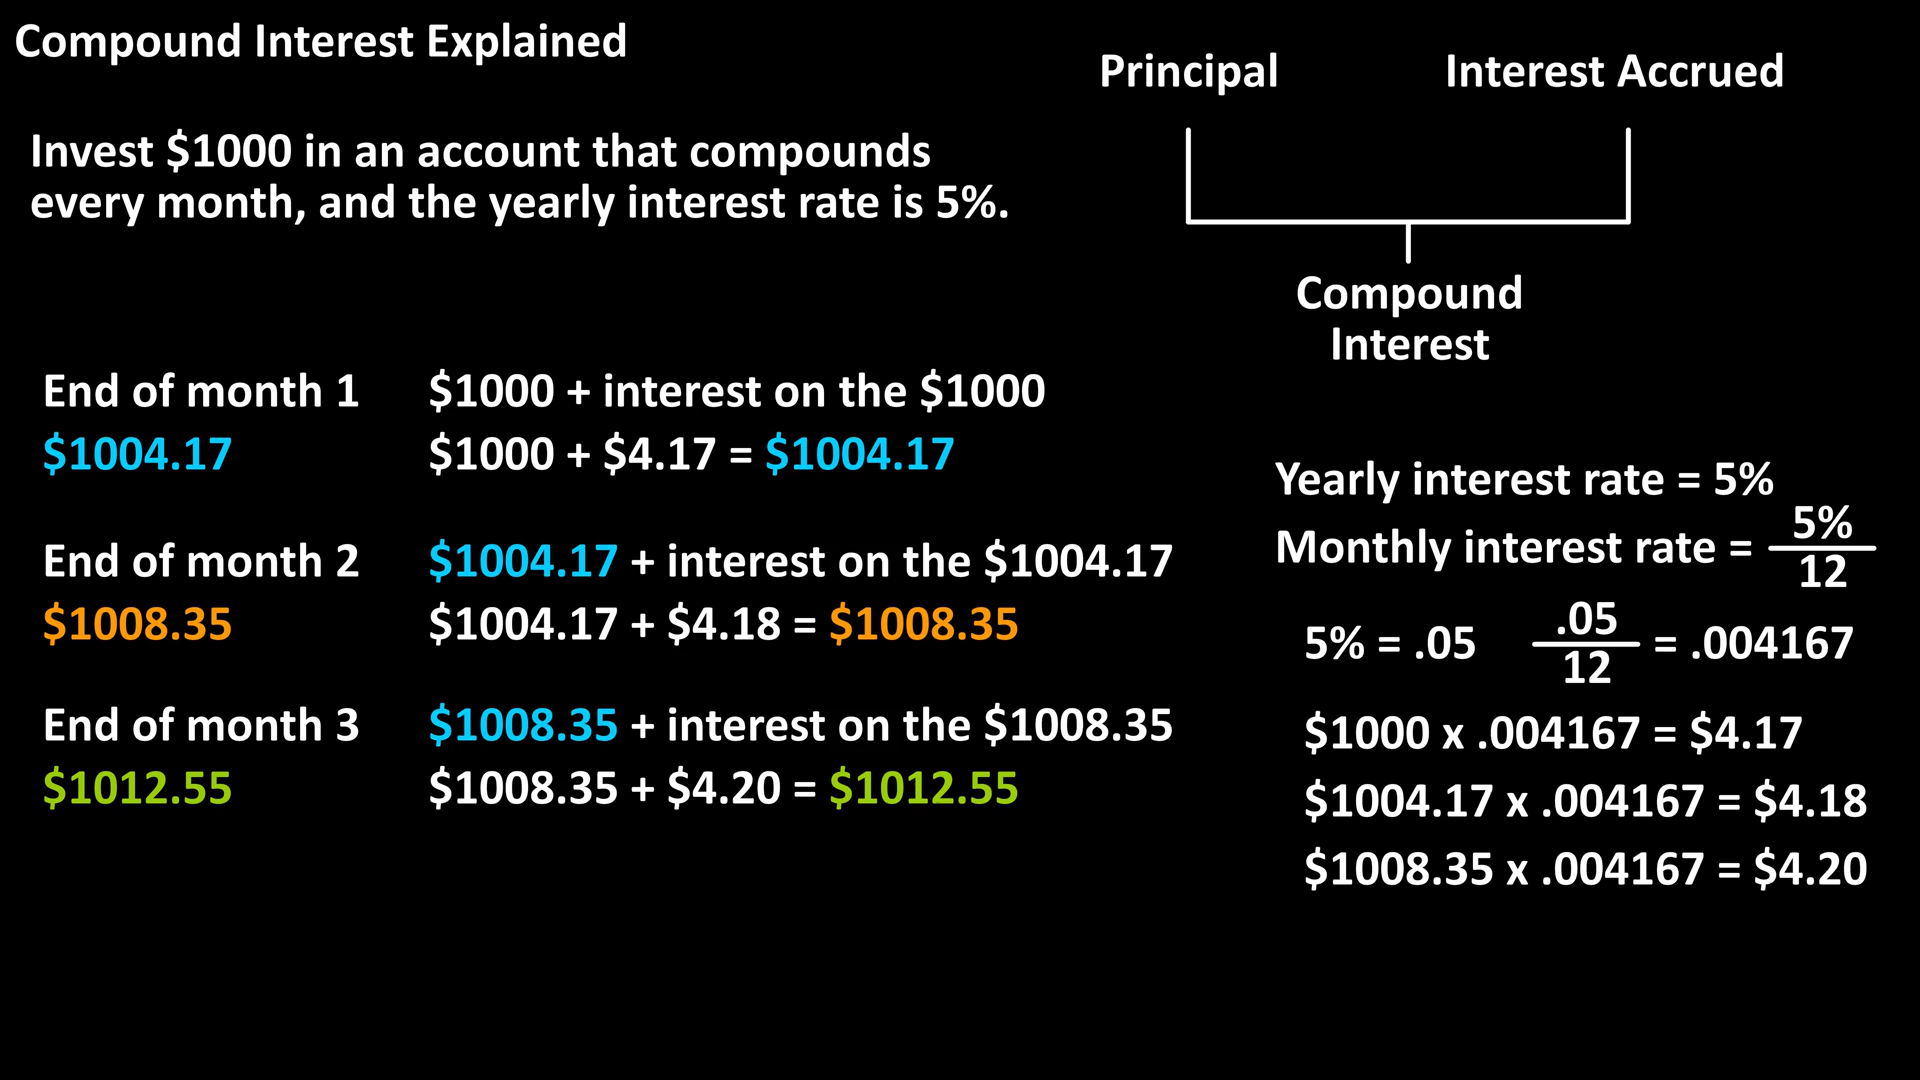 Compound Interest Explained
Principal
Interest Accrued
Invest $1000 in an account that compounds
every month, and the yearly interest rate is 5%.
Compound
Interest
End of month 1
$1000 + interest on the $1000
$1004.17
$1000 + $4.17 = $1004.17
End of month 2
$1004.17 + interest on the $1004.17
$1008.35
$1004.17 + $4.18 = $1008.35
End of month 3
$1008.35 + interest on the $1008.35
$1012.55
$1008.35 + $4.20 = $1012.55
Yearly interest rate = 5%
Monthly interest rate =
5%
12
5% = .05
.05
12
= .004167
$1000 x .004167 = $4.17
$1004.17 x .004167 = $4.18
$1008.35 x .004167 = $4.20